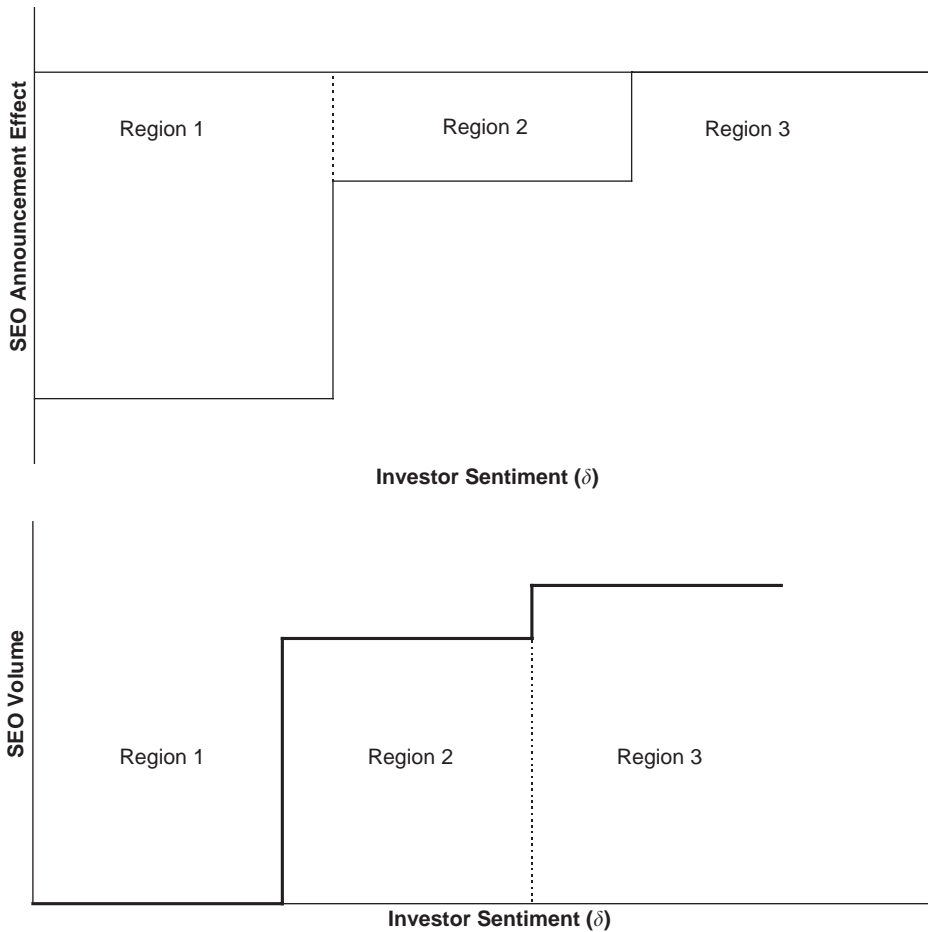 SEO Announcement Effect
Region 1
Region 2
Region 3
Investor Sentiment (δ)
SEO Volume
Region 1
Region 2
Region 3
Investor Sentiment (δ)